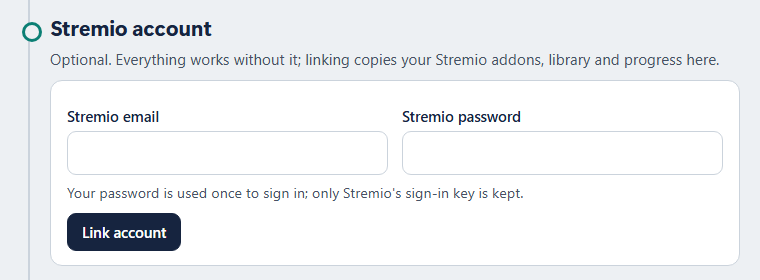 Stremio account
Optional. Everything works without it; linking copies your Stremio addons, library and progress here.
Stremio email
Stremio password
Your password is used once to sign in; only Stremio's sign-in key is kept.
Link account